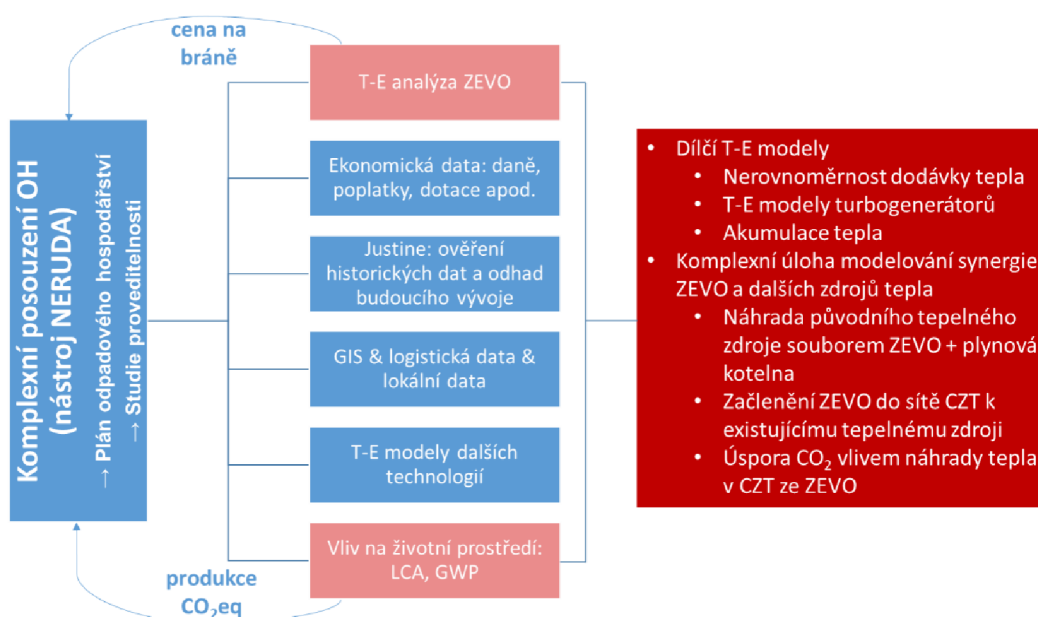 cena na
bráně
Komplexní posouzení OH
(nástroj NERUDA)
→ Plán odpadového hospodářství
→ Studie proveditelnosti
T-E analýza ZEVO
Ekonomická data: daně,
poplatky, dotace apod.
Justine: ověření
historických dat a odhad
budoucího vývoje
GIS & logistická data &
lokální data
T-E modely dalších
technologií
Vliv na životní prostředí:
LCA, GWP
produkce
CO₂eq
• Dílčí T-E modely
• Nerovnoměrnost dodávky tepla
• T-E modely turbogenerátorů
• Akumulace tepla
• Komplexní úloha modelování synergie
ZEVO a dalších zdrojů tepla
• Náhrada původního tepelného
zdroje souborem ZEVO + plynová
kotelna
• Začlenění ZEVO do sítě CZT k
existujícímu tepelnému zdroji
• Úspora CO₂ vlivem náhrady tepla
v CZT ze ZEVO